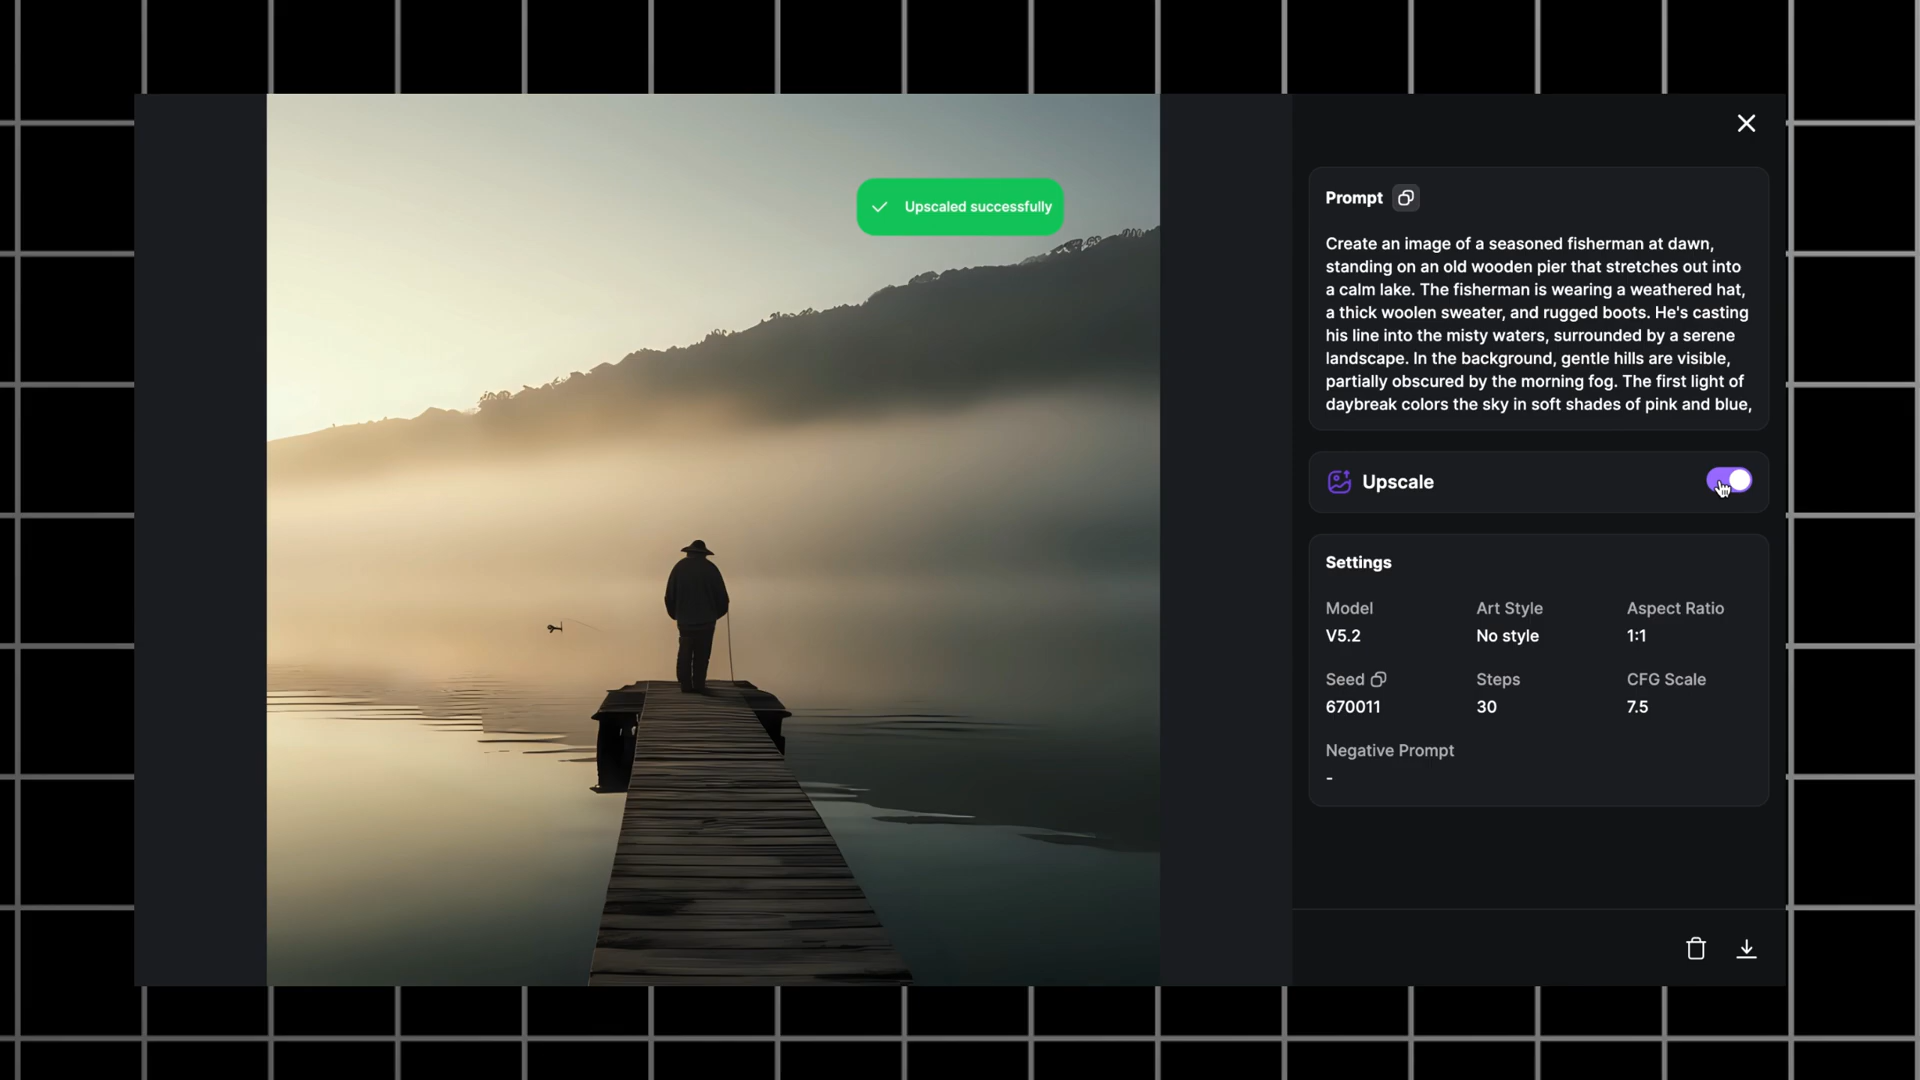 Upscaled successfully
Prompt
Create an image of a seasoned fisherman at dawn,
standing on an old wooden pier that stretches out into
a calm lake. The fisherman is wearing a weathered hat,
a thick woolen sweater, and rugged boots. He's casting
his line into the misty waters, surrounded by a serene
landscape. In the background, gentle hills are visible,
partially obscured by the morning fog. The first light of
daybreak colors the sky in soft shades of pink and blue,
Upscale
Settings
Model Art Style Aspect Ratio
V5.2 No style 1:1
Seed Steps CFG Scale
670011 30 7.5
Negative Prompt
-